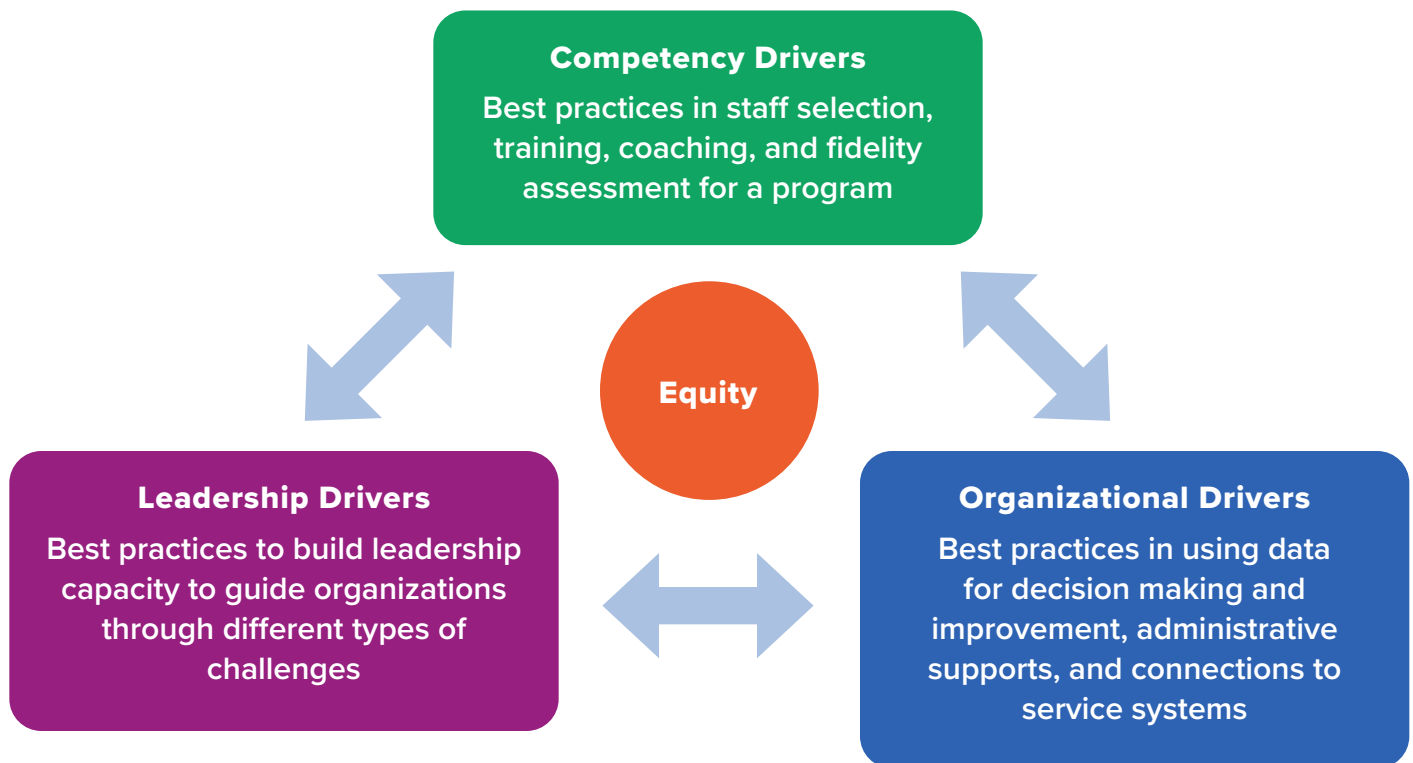 Competency Drivers
Best practices in staff selection,
training, coaching, and fidelity
assessment for a program
Equity
Leadership Drivers
Best practices to build leadership
capacity to guide organizations
through different types of
challenges
Organizational Drivers
Best practices in using data
for decision making and
improvement, administrative
supports, and connections to
service systems